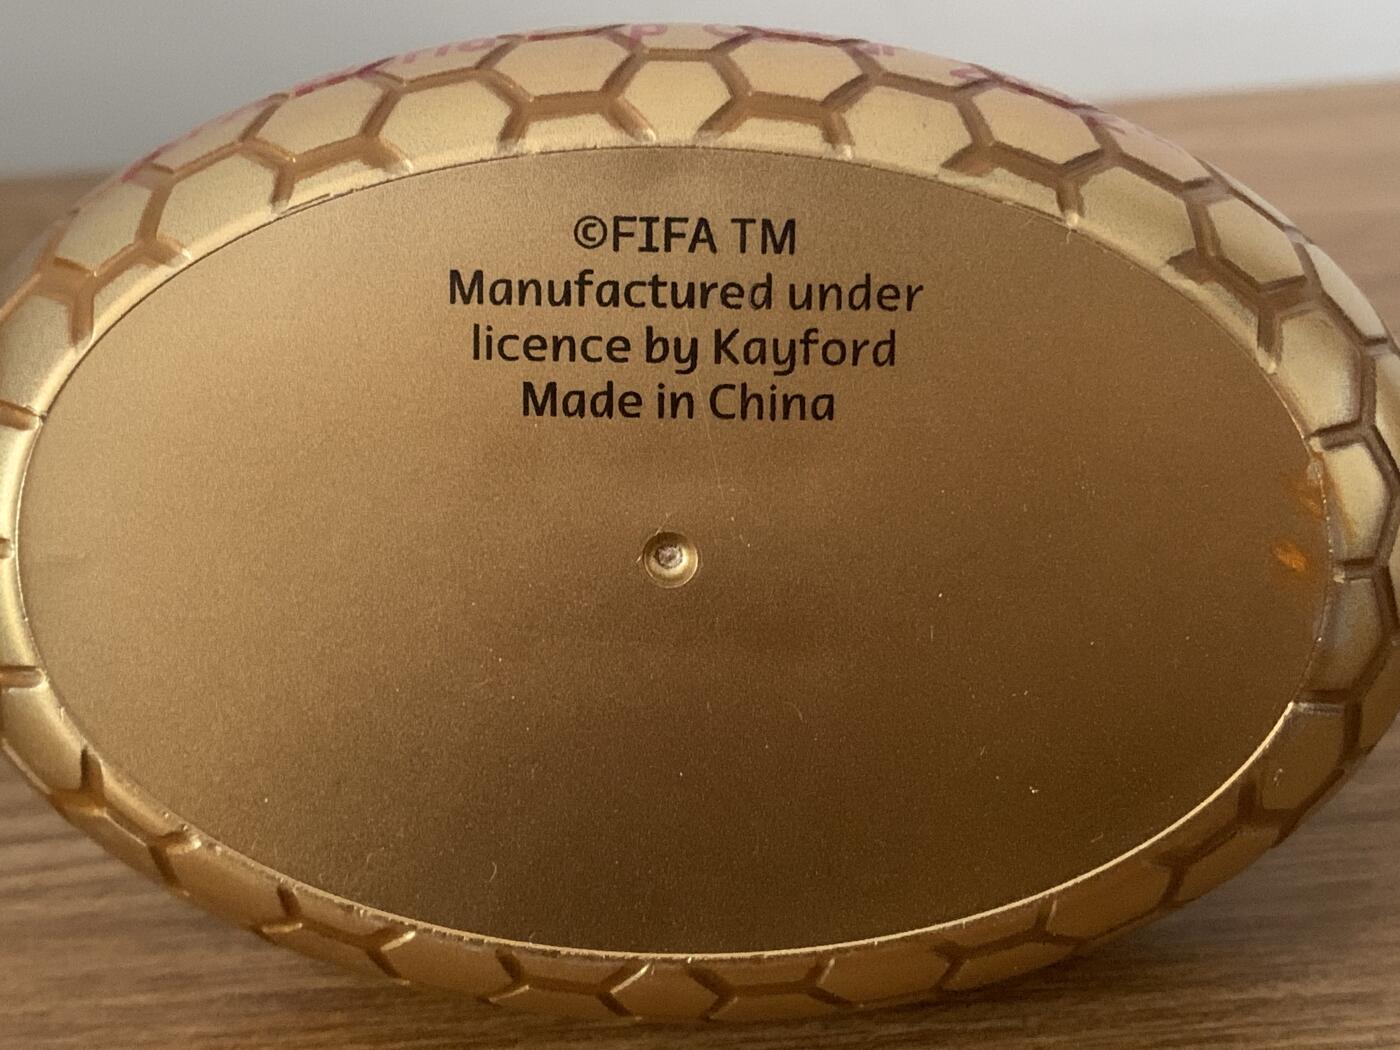 ©FIFA TM
Manufactured under
licence by Kayford
Made in China